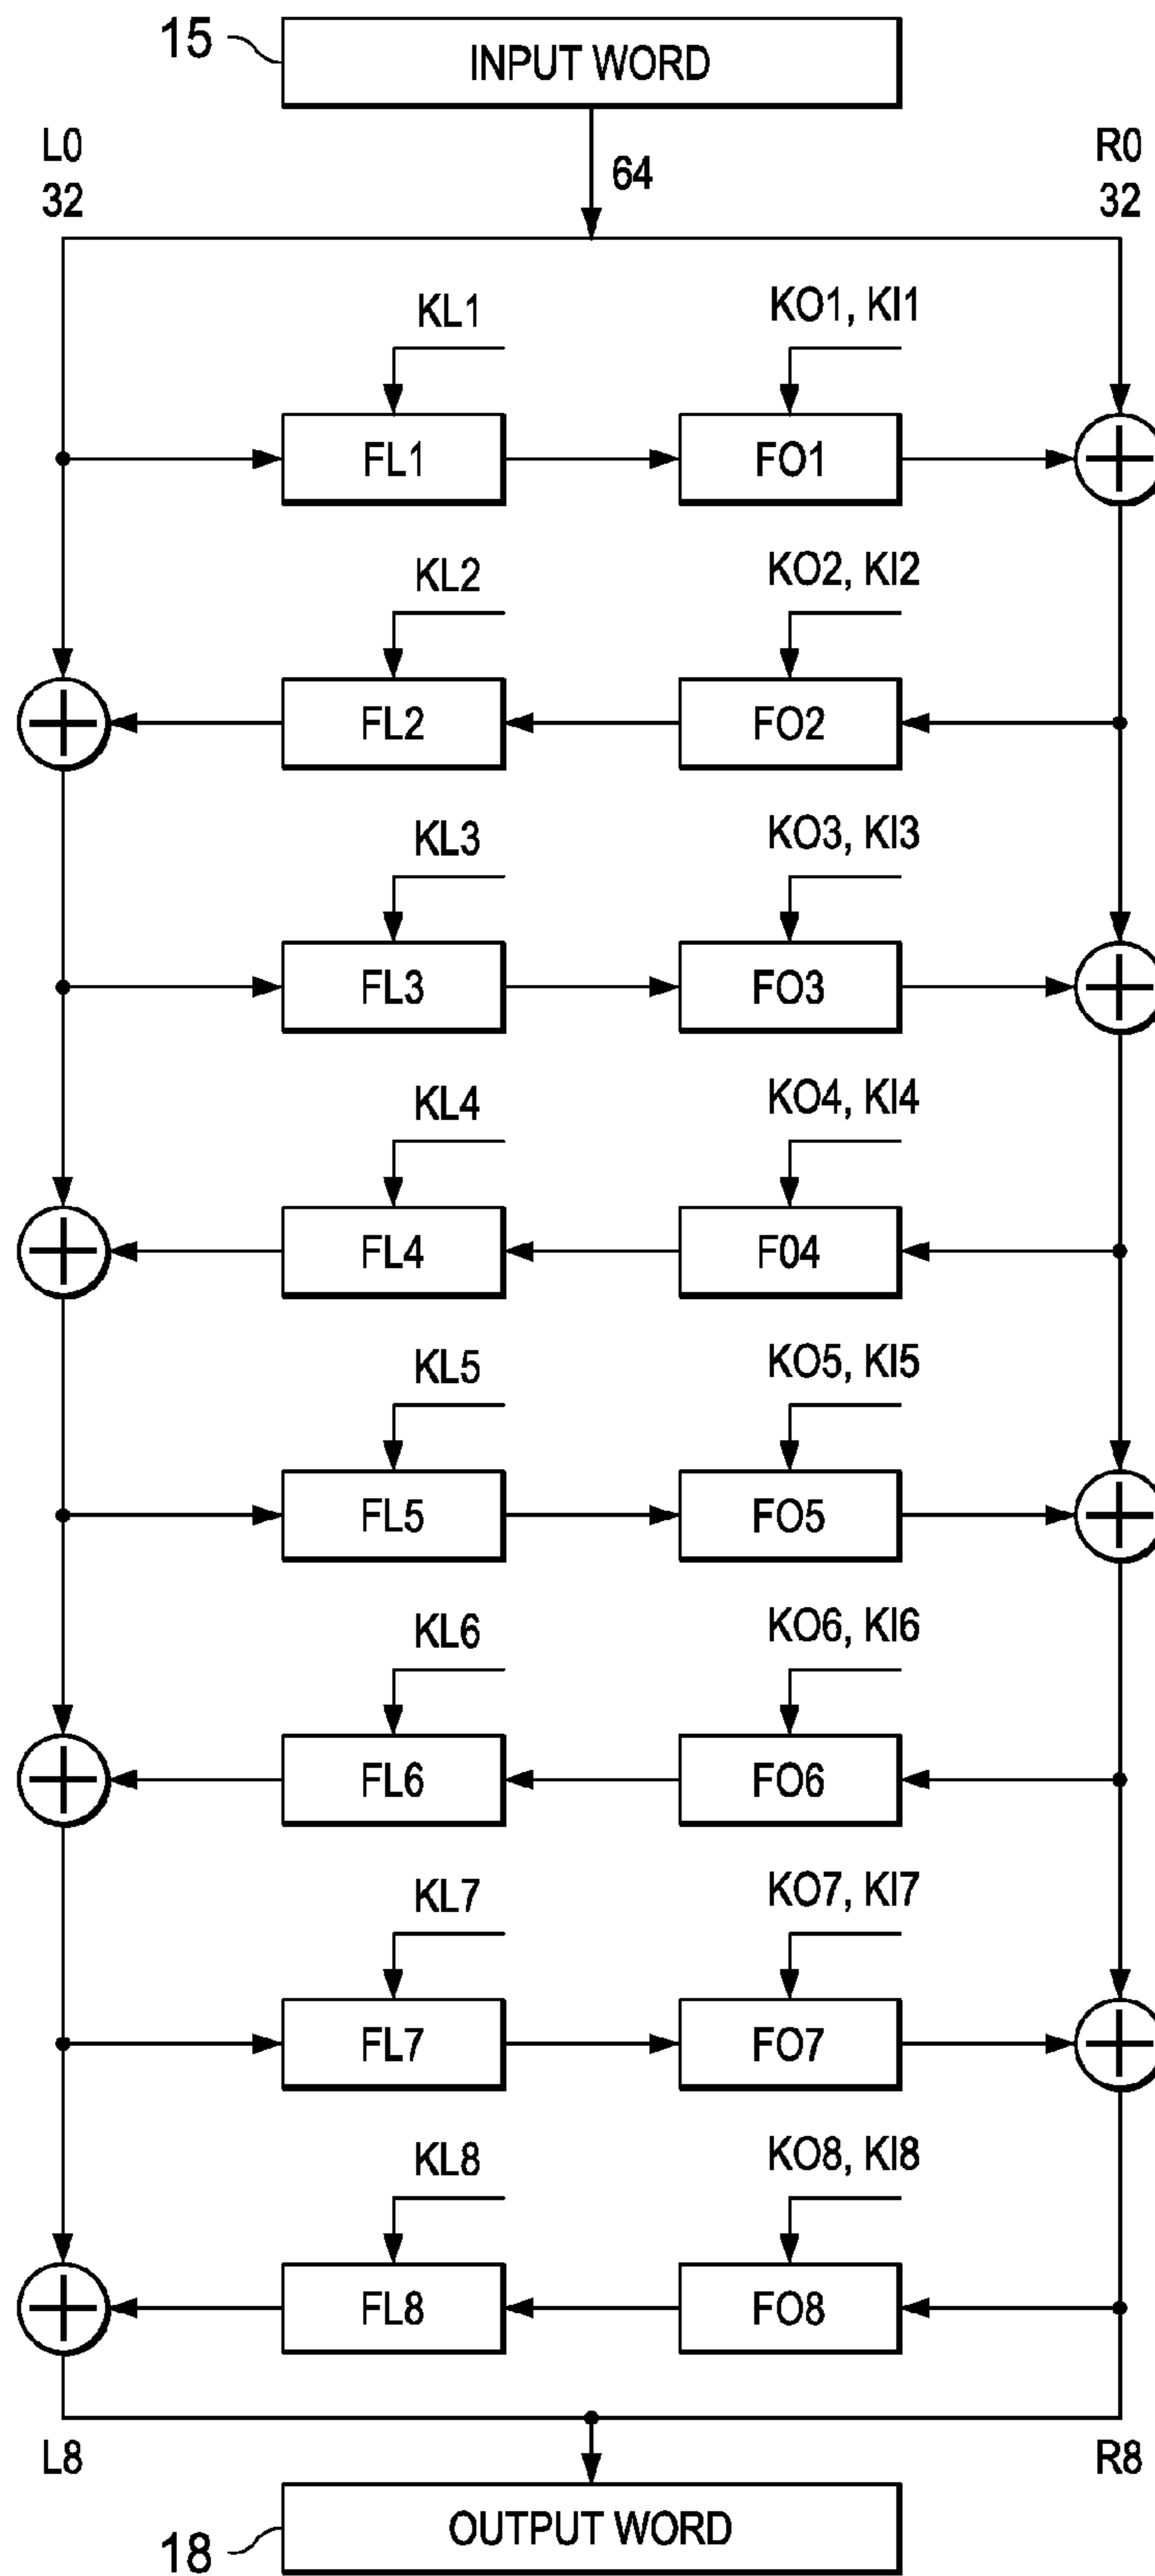 15
INPUT WORD
L0
32
64
R0
32
KL1
KO1, KI1
FL1
FO1
KL2
KO2, KI2
FL2
FO2
KL3
KO3, KI3
FL3
FO3
KL4
KO4, KI4
FL4
F04
KL5
KO5, KI5
FL5
FO5
KL6
KO6, KI6
FL6
FO6
KL7
KO7, KI7
FL7
FO7
KL8
KO8, KI8
FL8
FO8
L8
R8
18
OUTPUT WORD